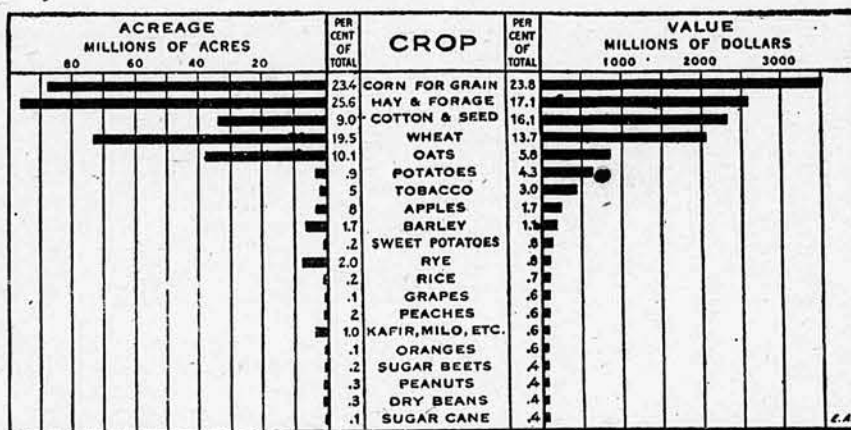 ACREAGE PER CENT OF TOTAL CROP PER CENT OF TOTAL VALUE
MILLIONS OF ACRES MILLIONS OF DOLLARS
80 60 40 20 1000 2000 3000
23.4 CORN FOR GRAIN 23.8
25.6 HAY & FORAGE 17.1
9.0 COTTON & SEED 16.1
19.5 WHEAT 13.7
10.1 OATS 5.8
.9 POTATOES 4.3
.5 TOBACCO 3.0
.8 APPLES 1.7
1.7 BARLEY 1.1
.2 SWEET POTATOES .8
2.0 RYE .8
.2 RICE .7
.1 GRAPES .6
.2 PEACHES .6
1.0 KAFIR, MILO, ETC. .6
.1 ORANGES .6
.2 SUGAR BEETS .4
.3 PEANUTS .4
.3 DRY BEANS .4
.1 SUGAR CANE .4